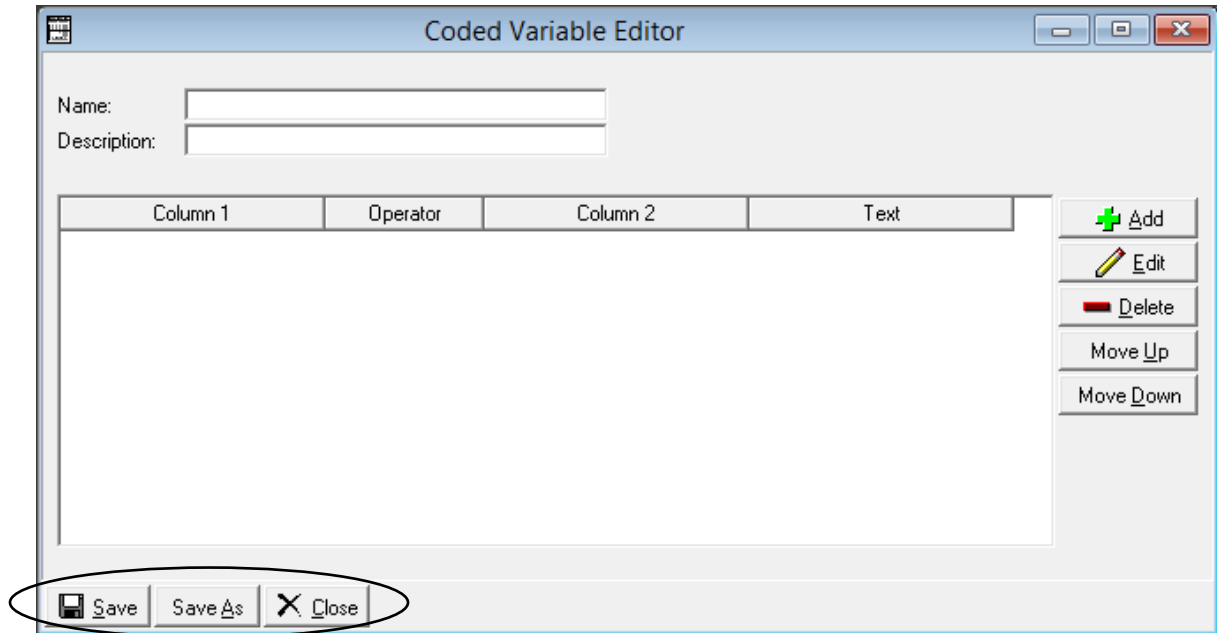 Coded Variable Editor
Name:
Description:
Column 1 Operator Column 2 Text
Add
Edit
Delete
Move Up
Move Down
Save Save As Close